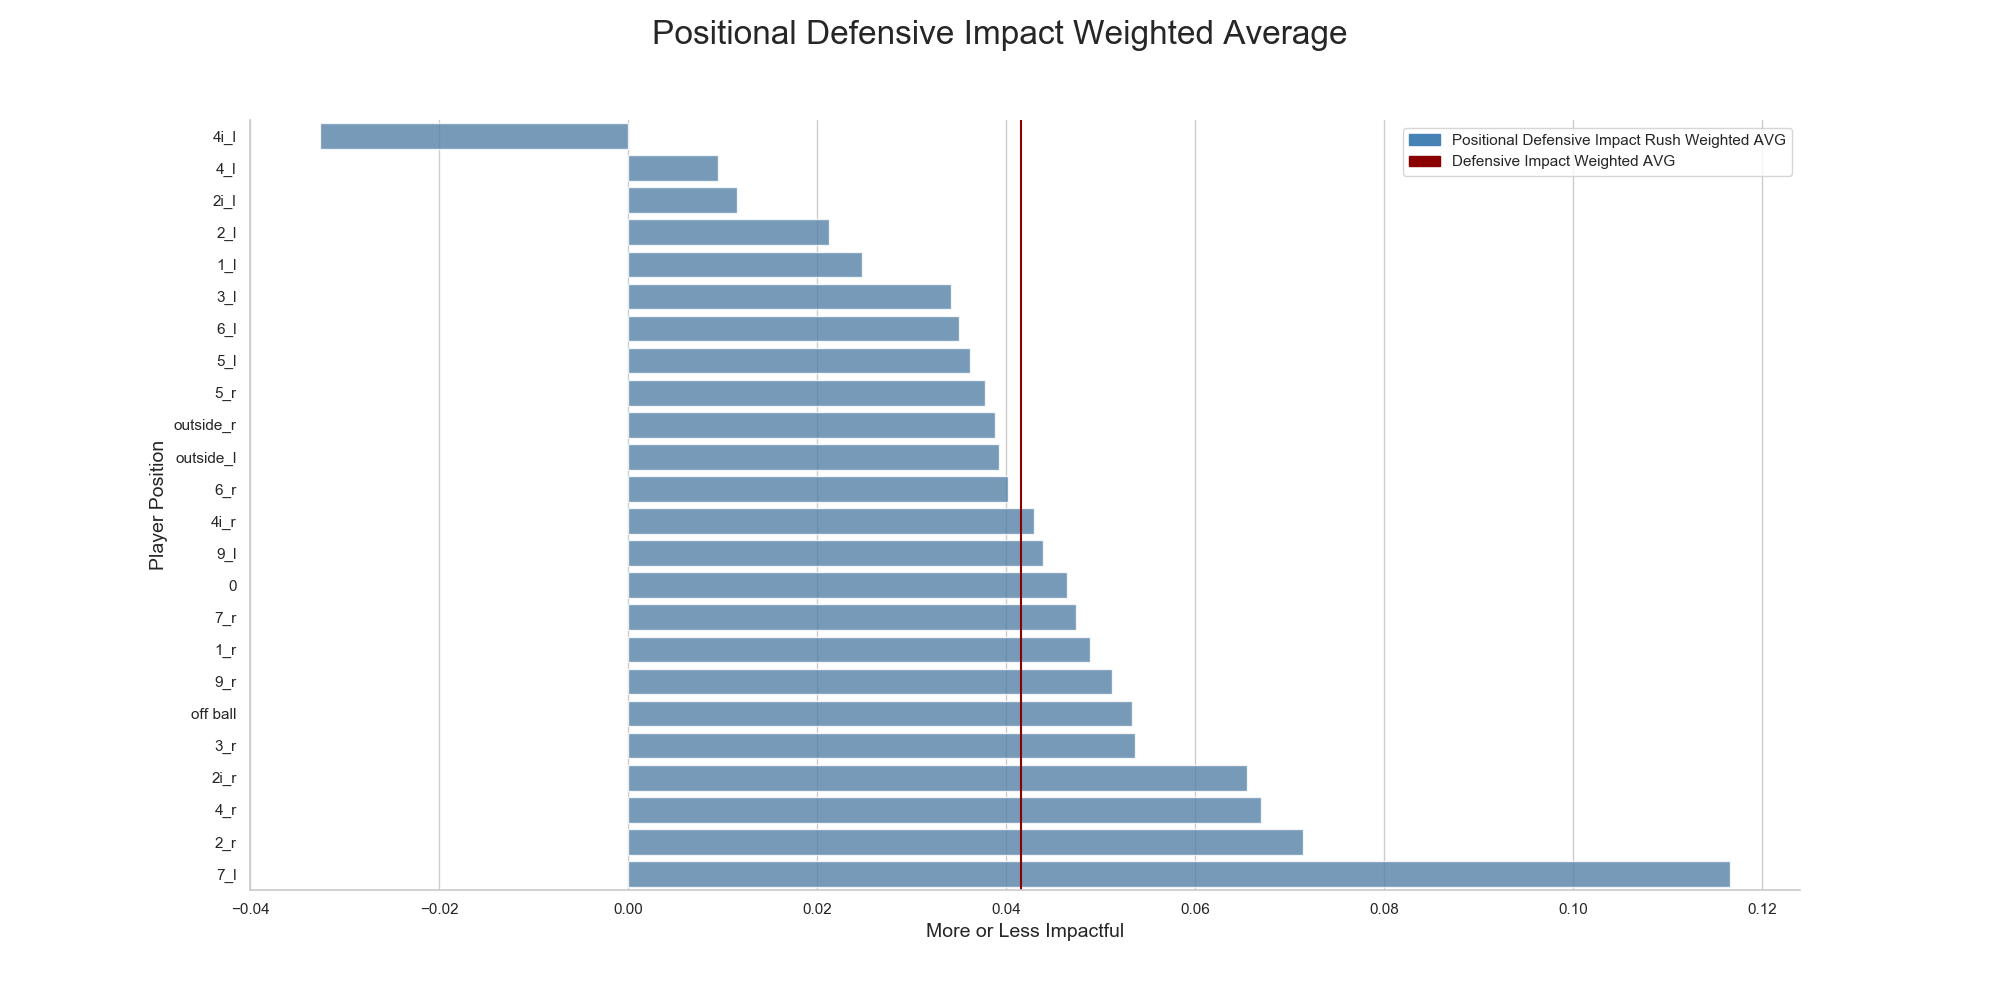 Positional Defensive Impact Weighted Average
Positional Defensive Impact Rush Weighted AVG
Defensive Impact Weighted AVG
Player Position
4i_l
4_l
2i_l
2_l
1_l
3_l
6_l
5_l
5_r
outside_r
outside_l
6_r
4i_r
9_l
0
7_r
1_r
9_r
off ball
3_r
2i_r
4_r
2_r
7_l
−0.04 −0.02 0.00 0.02 0.04 0.06 0.08 0.10 0.12
More or Less Impactful